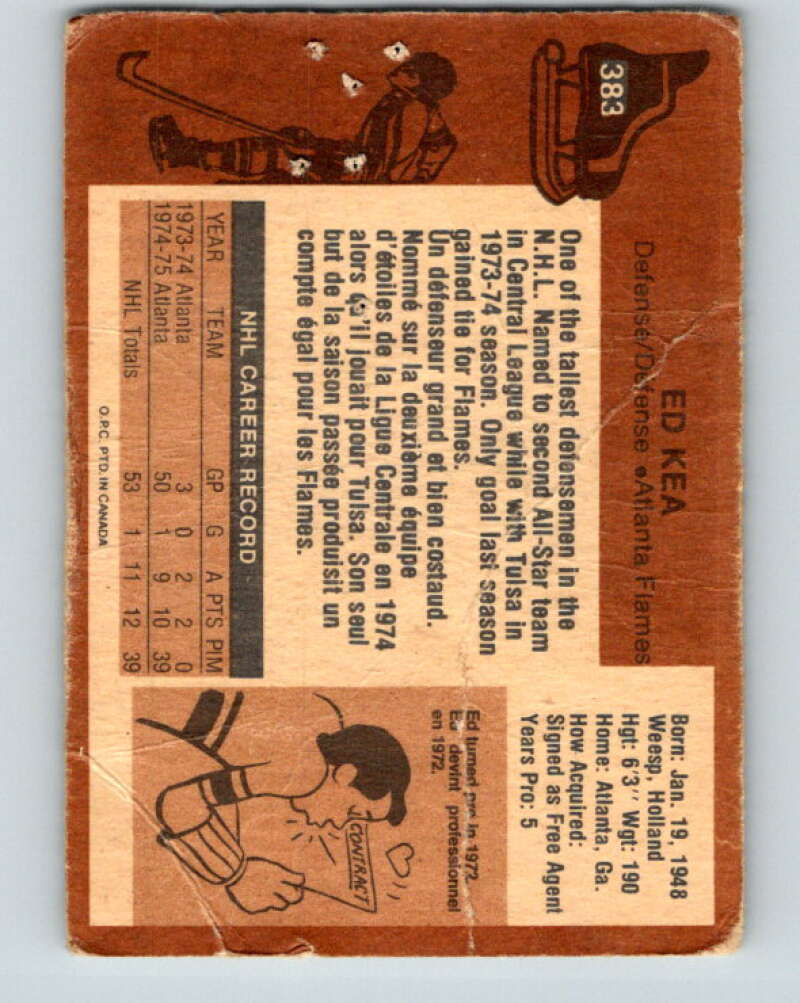 383
ED KEA
Defense/Défense • Atlanta Flames
One of the tallest defensemen in the
N.H.L. Named to second All-Star team
in Central League while with Tulsa in
1973-74 season. Only goal last season
gained tie for Flames.
Un défenseur grand et bien costaud.
Nommé sur la deuxième équipe
d'étoiles de la Ligue Centrale en 1974
alors qu'il jouait pour Tulsa. Son seul
but de la saison passée produisit un
compte égal pour les Flames.
NHL CAREER RECORD
YEAR TEAM GP G A PTS PIM
1973-74 Atlanta 3 0 2 2 0
1974-75 Atlanta 50 1 9 10 39
NHL Totals 53 1 11 12 39
O.P.C. PTD. IN CANADA
Born: Jan. 19, 1948
Weesp, Holland
Hgt: 6'3'' Wgt: 190
Home: Atlanta, Ga.
How Acquired:
Signed as Free Agent
Years Pro: 5
Ed turned pro in 1972.
Ed devint professionnel
en 1972.
CONTRACT